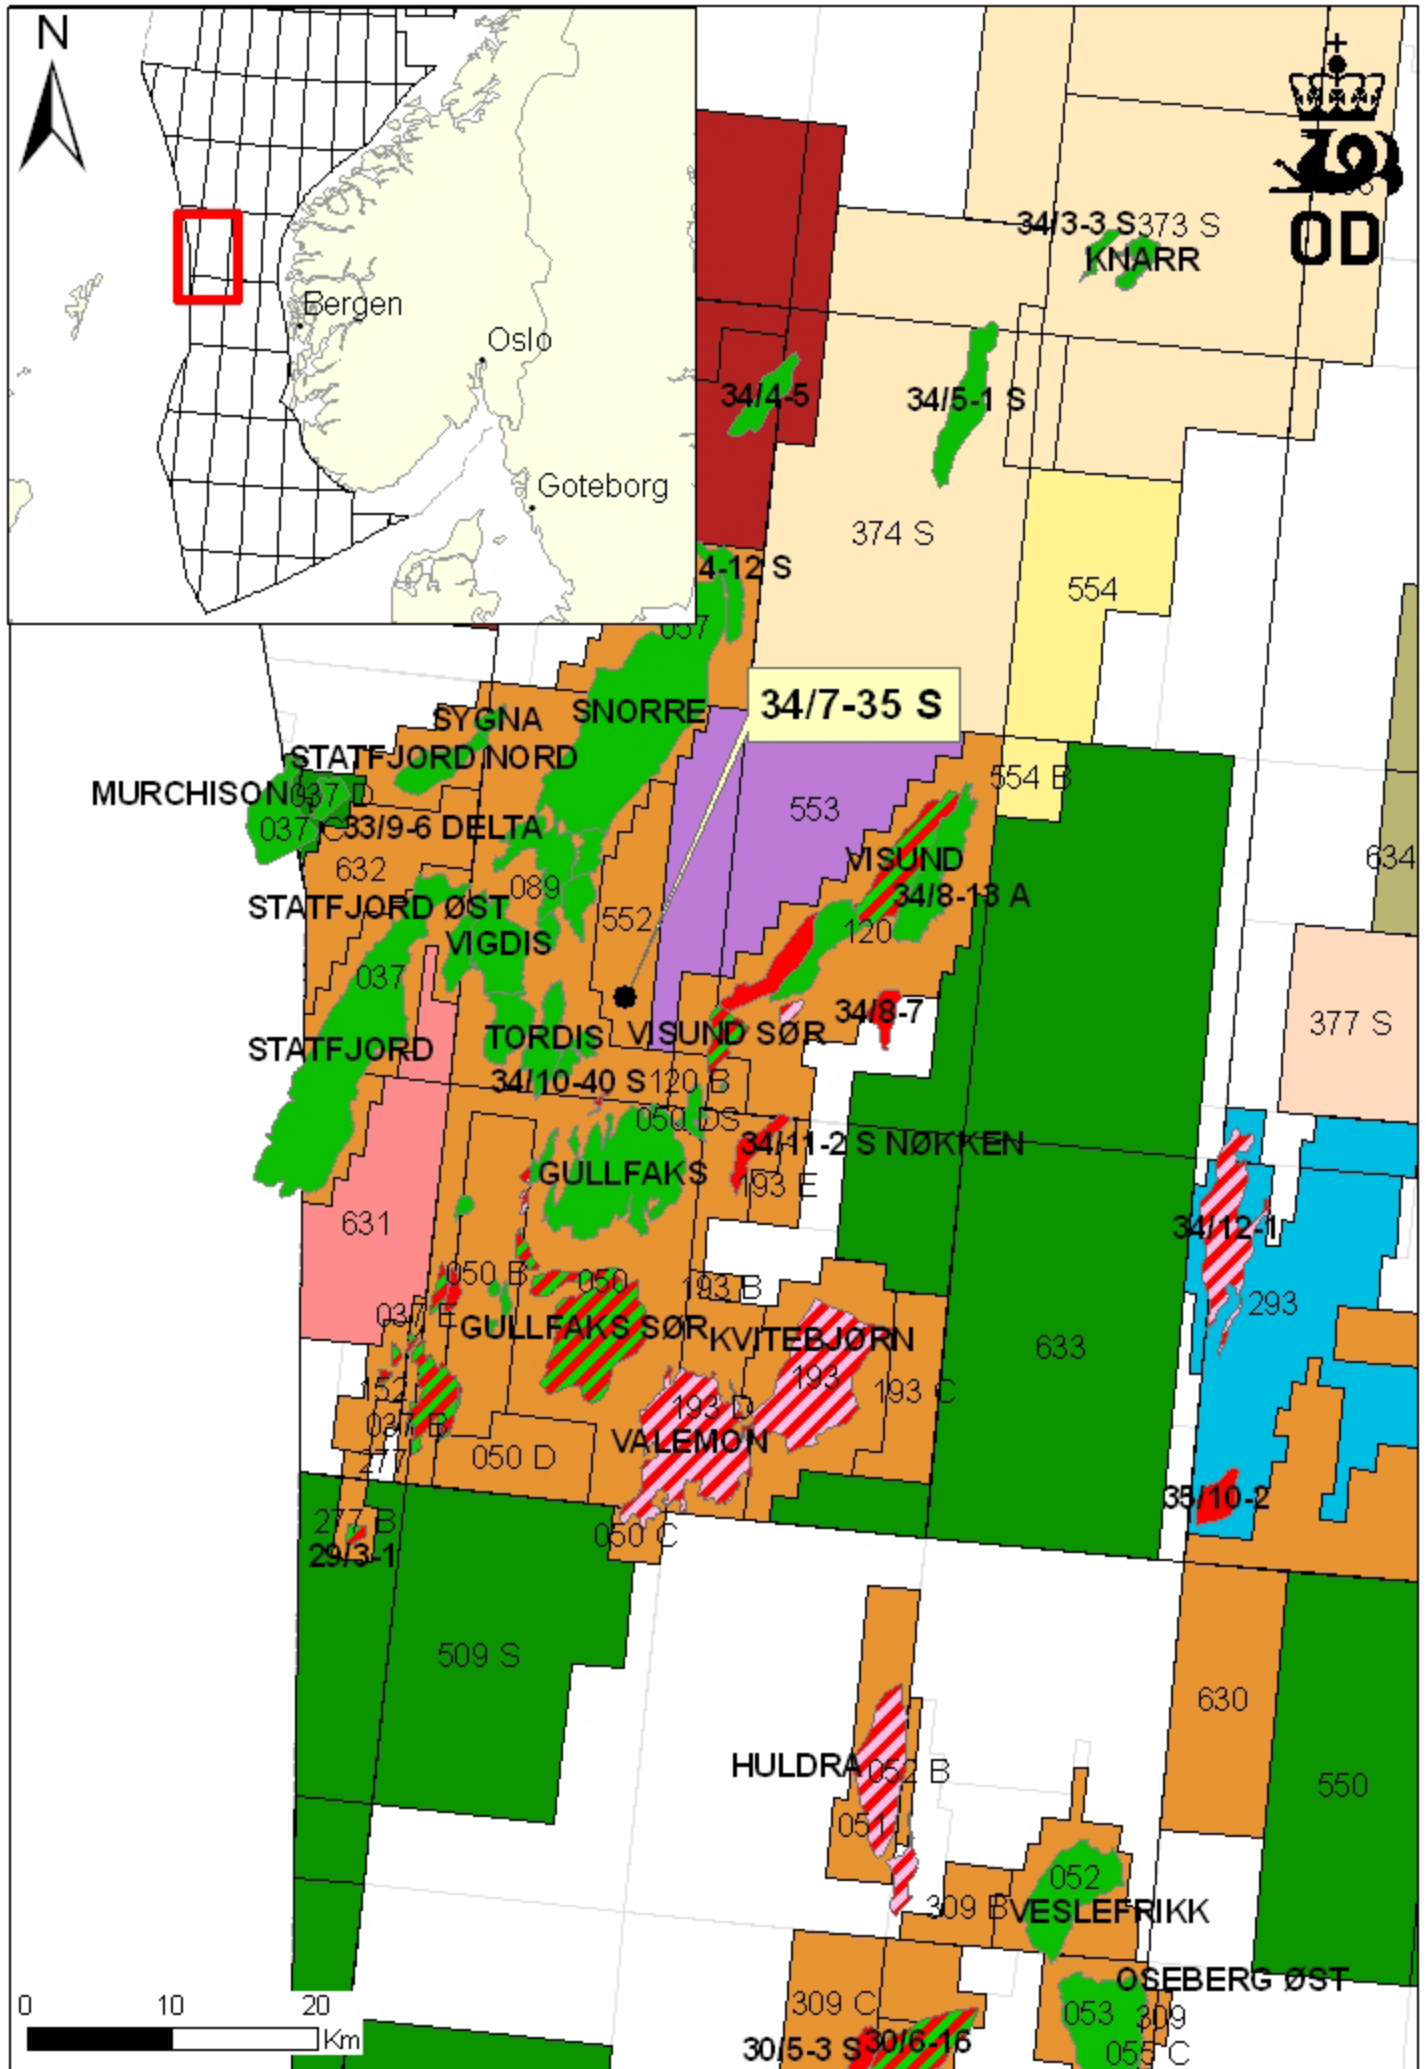 N
Bergen
Oslo
Goteborg
OD
34/3-3 S
373 S
KNARR
34/4-5
34/5-1 S
374 S
4-12 S
554
057
34/7-35 S
SYGNA
SNORRE
STATFJORD NORD
554 B
MURCHISON
037 D
553
037 C
33/9-6 DELTA
632
VISUND
634
089
34/8-13 A
STATFJORD ØST
552
120
VIGDIS
037
34/8-7
377 S
TORDIS
VISUND SØR
STATFJORD
34/10-40 S
120 B
050 DS
34/11-2 S NØKKEN
GULLFAKS
193 E
631
34/12-1
050 B
050
193 B
293
037 E
GULLFAKS SØR
KVITEBJØRN
633
193
193 C
152
193 D
037 B
VALEMON
277
050 D
35/10-2
277 B
050 C
29/3-1
509 S
630
HULDRA
052 B
550
051
052
309 B
VESLEFRIKK
OSEBERG ØST
309 C
053
309
30/5-3 S
30/6-16
055 C
0
10
20
Km